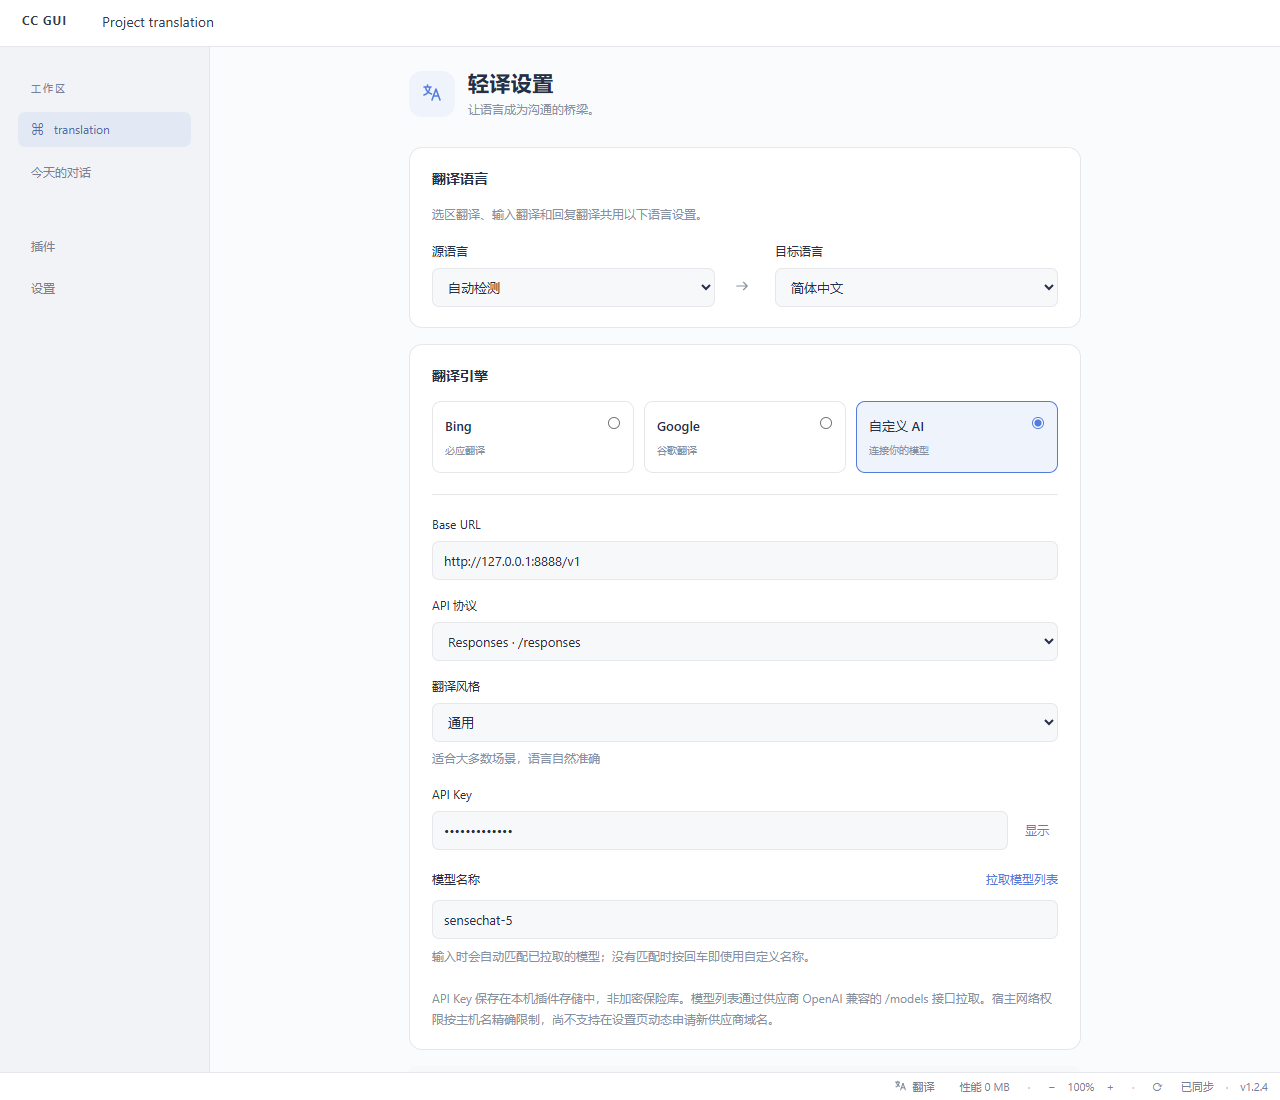 CC GUI
Project translation
工作区
translation
今天的对话
插件
设置
轻译设置
让语言成为沟通的桥梁。
翻译语言
选区翻译、输入翻译和回复翻译共用以下语言设置。
源语言
目标语言
自动检测
→
简体中文
翻译引擎
Bing
必应翻译
Google
谷歌翻译
自定义 AI
连接你的模型
Base URL
http://127.0.0.1:8888/v1
API 协议
Responses · /responses
翻译风格
通用
适合大多数场景，语言自然准确
API Key
•••••••••••••
显示
模型名称
拉取模型列表
sensechat-5
输入时会自动匹配已拉取的模型；没有匹配时按回车即使用自定义名称。
API Key 保存在本机插件存储中，非加密保险库。模型列表通过供应商 OpenAI 兼容的 /models 接口拉取。宿主网络权
限按主机名精确限制，尚不支持在设置页动态申请新供应商域名。
翻译 性能 0 MB · − 100% + · 已同步 · v1.2.4